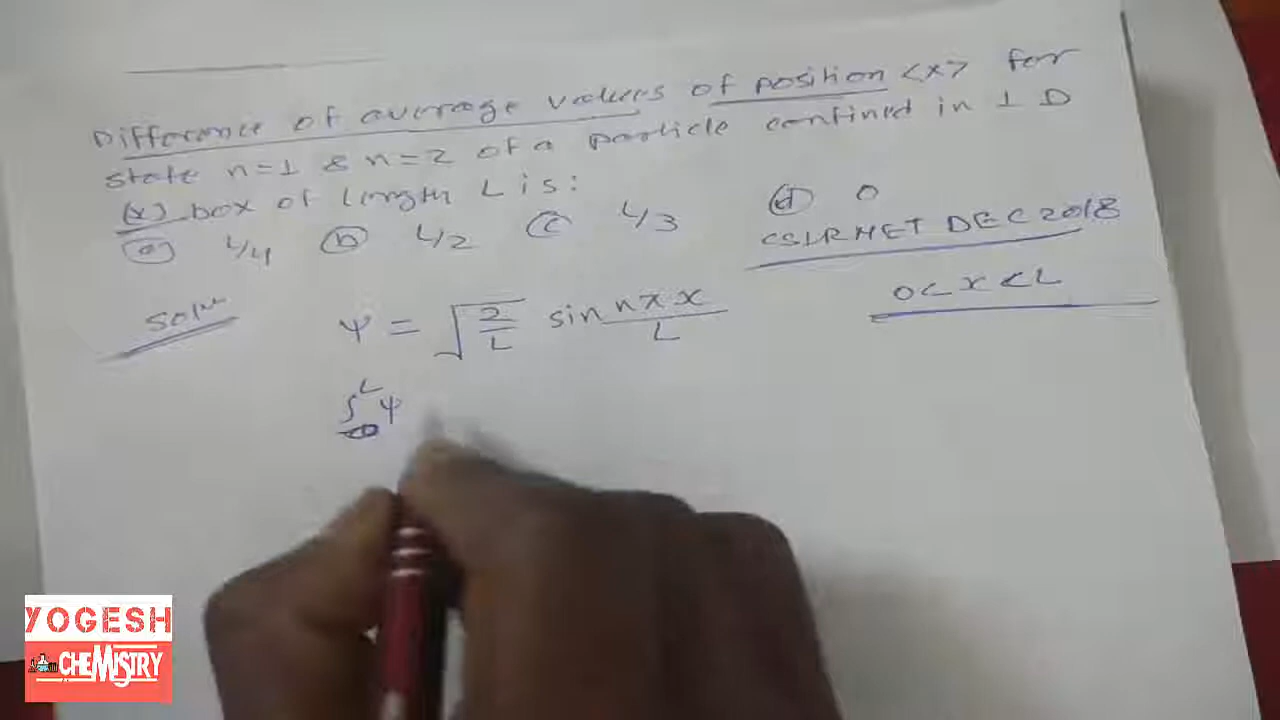 Difference of average values of position <x> for
state n=1 & n=2 of a particle confined in 1 D
(x) box of length L is:
(a) L/4 (b) L/2 (c) L/3 (d) 0
CSIR NET DEC 2018
Soln
0 < x < L
ψ = √(2/L) sin nπx/L
∫₀ᴸ ψ
YOGESH
CHEMISTRY